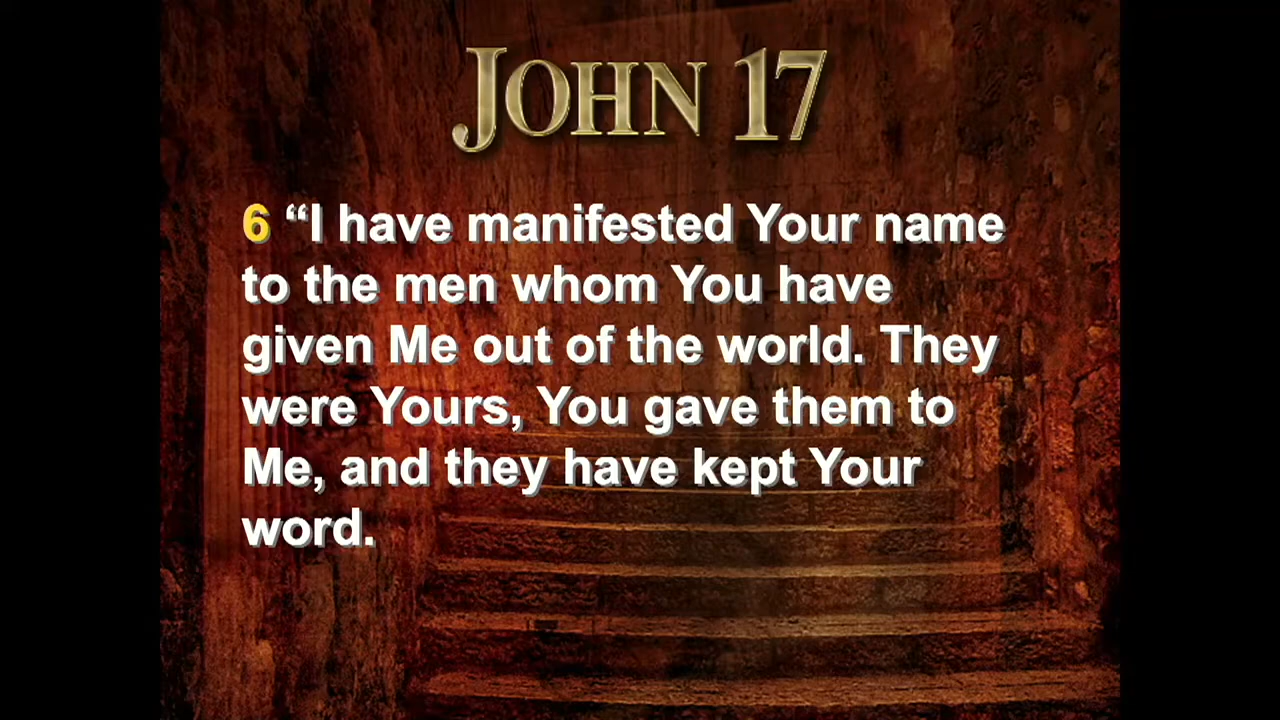 JOHN 17
6 “I have manifested Your name
to the men whom You have
given Me out of the world. They
were Yours, You gave them to
Me, and they have kept Your
word.